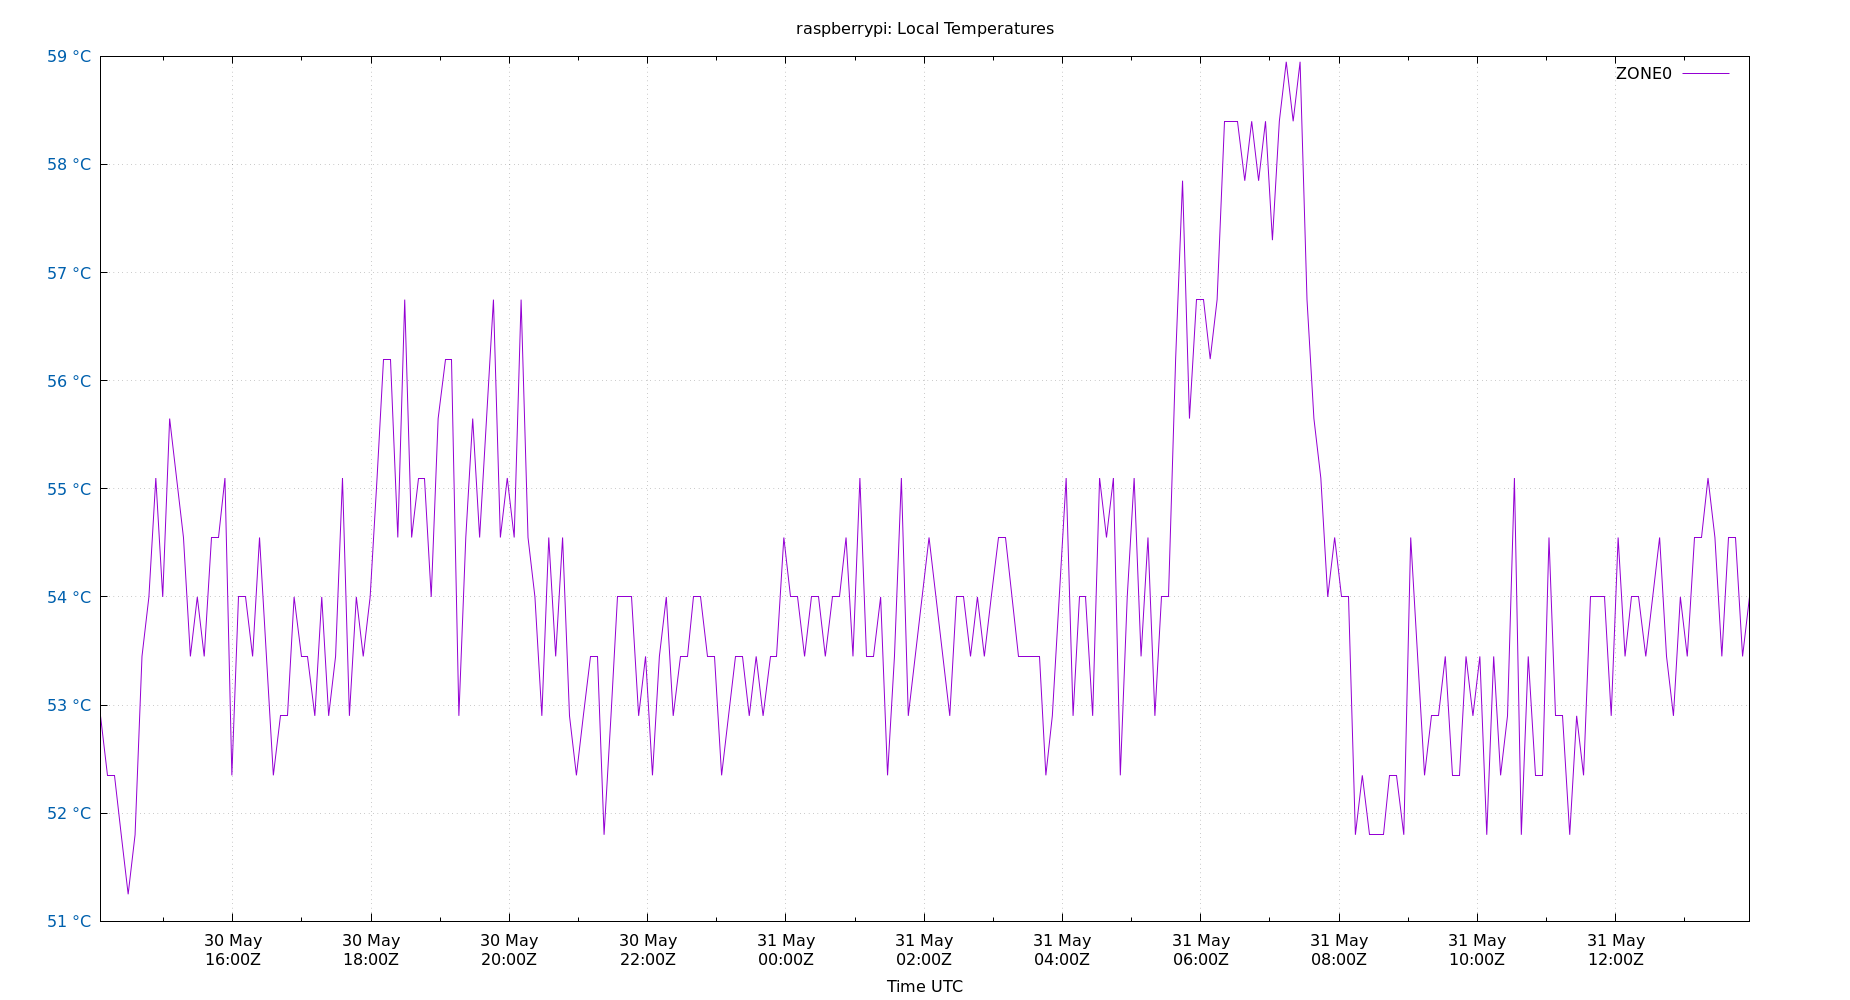 raspberrypi: Local Temperatures
59 °C
ZONE0
58 °C
57 °C
56 °C
55 °C
54 °C
53 °C
52 °C
51 °C
30 May 30 May 30 May 30 May 31 May 31 May 31 May 31 May 31 May 31 May 31 May
16:00Z 18:00Z 20:00Z 22:00Z 00:00Z 02:00Z 04:00Z 06:00Z 08:00Z 10:00Z 12:00Z
Time UTC